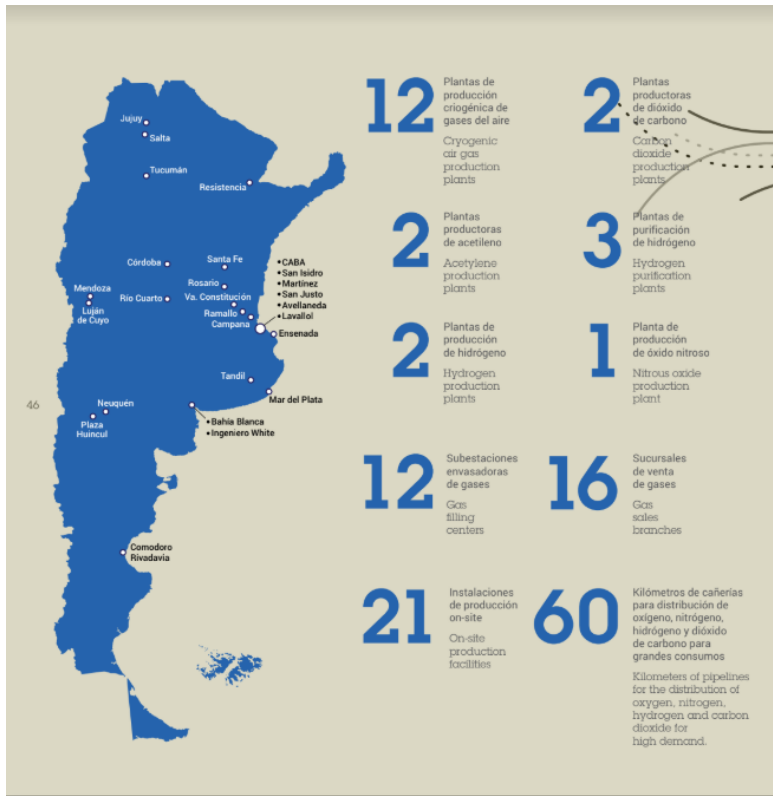 Jujuy
Salta
Tucumán
Resistencia
Córdoba
Santa Fe
•CABA
•San Isidro
•Martínez
•San Justo
•Avellaneda
•Lavallol
Mendoza
Luján
de Cuyo
Río Cuarto
Rosario
Va. Constitución
Ramallo
Campana
Ensenada
Tandil
Mar del Plata
46
Neuquén
Plaza
Huincul
•Bahía Blanca
•Ingeniero White
Comodoro
Rivadavia
12
Plantas de
producción
criogénica de
gases del aire
Cryogenic
air gas
production
plants
2
Plantas
productoras
de dióxido
de carbono
Carbon
dioxide
production
plants
2
Plantas
productoras
de acetileno
Acetylene
production
plants
3
Plantas de
purificación
de hidrógeno
Hydrogen
purification
plants
2
Plantas de
producción
de hidrógeno
Hydrogen
production
plants
1
Planta de
producción
de óxido nitroso
Nitrous oxide
production
plant
12
Subestaciones
envasadoras
de gases
Gas
filling
centers
16
Sucursales
de venta
de gases
Gas
sales
branches
21
Instalaciones
de producción
on-site
On-site
production
facilities
60
Kilómetros de cañerías
para distribución de
oxígeno, nitrógeno,
hidrógeno y dióxido
de carbono para
grandes consumos
Kilometers of pipelines
for the distribution of
oxygen, nitrogen,
hydrogen and carbon
dioxide for
high demand.